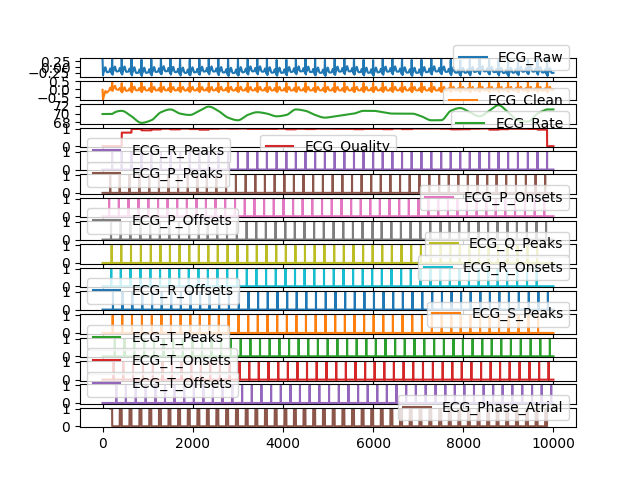 0.25
0.00
−0.25
ECG_Raw
0.5
0.0
−0.5
ECG_Clean
72
70
68
ECG_Rate
1
0
ECG_Quality
1
0
ECG_R_Peaks
1
0
ECG_P_Peaks
1
0
ECG_P_Onsets
1
0
ECG_P_Offsets
1
0
ECG_Q_Peaks
1
0
ECG_R_Onsets
1
0
ECG_R_Offsets
1
0
ECG_S_Peaks
1
0
ECG_T_Peaks
1
0
ECG_T_Onsets
1
0
ECG_T_Offsets
1
0
ECG_Phase_Atrial
0 2000 4000 6000 8000 10000